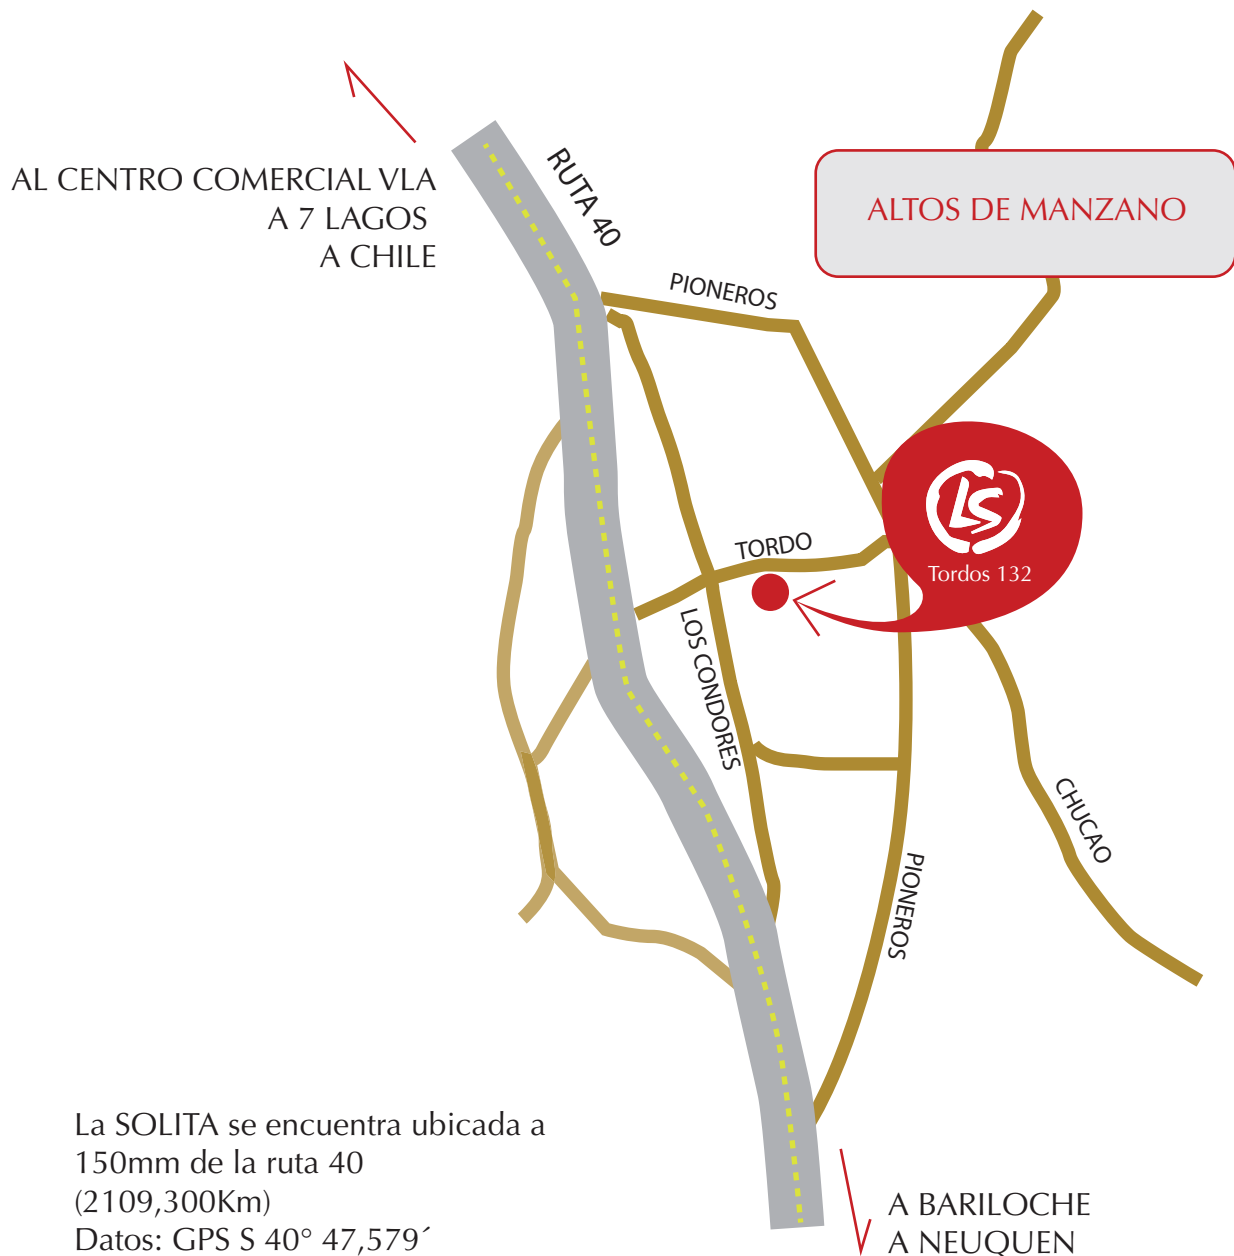 AL CENTRO COMERCIAL VLA
A 7 LAGOS
A CHILE
RUTA 40
ALTOS DE MANZANO
PIONEROS
LS
Tordos 132
TORDO
LOS CONDORES
CHUCAO
PIONEROS
La SOLITA se encuentra ubicada a
150mm de la ruta 40
(2109,300Km)
Datos: GPS S 40° 47,579´
A BARILOCHE
A NEUQUEN